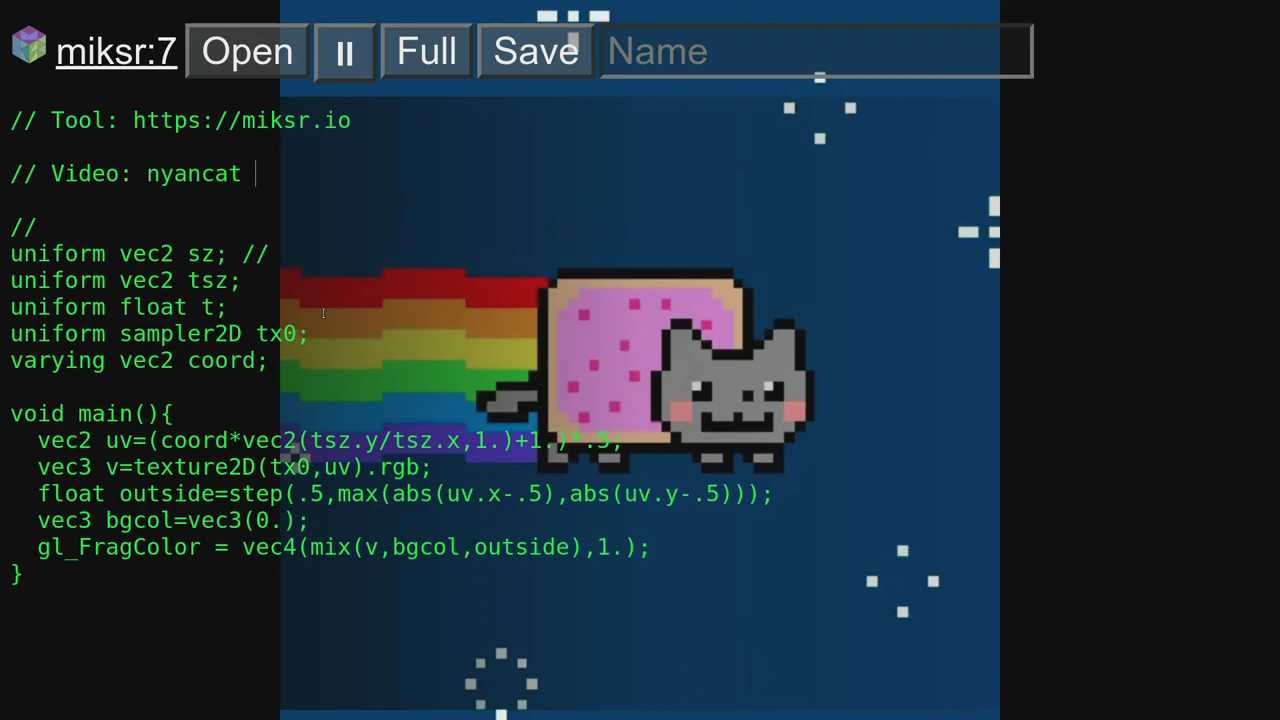 miksr:7 Open Full Save Name
// Tool: https://miksr.io
// Video: nyancat
//
uniform vec2 sz; //
uniform vec2 tsz;
uniform float t;
uniform sampler2D tx0;
varying vec2 coord;
void main(){
vec2 uv=(coord*vec2(tsz.y/tsz.x,1.)+1.)*.5;
vec3 v=texture2D(tx0,uv).rgb;
float outside=step(.5,max(abs(uv.x-.5),abs(uv.y-.5)));
vec3 bgcol=vec3(0.);
gl_FragColor = vec4(mix(v,bgcol,outside),1.);
}